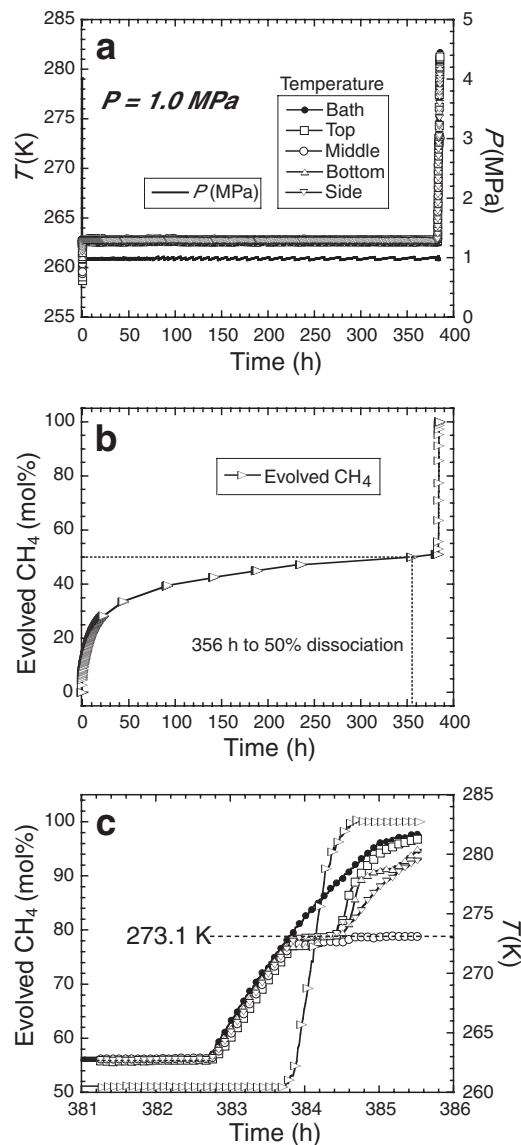 a
P = 1.0 MPa
Temperature
Bath
Top
Middle
Bottom
Side
P (MPa)
T(K)
285
280
275
270
265
260
255
P(MPa)
5
4
3
2
1
0
0 50 100 150 200 250 300 350 400
Time (h)
b
Evolved CH4
Evolved CH4 (mol%)
100
80
60
40
20
0
356 h to 50% dissociation
0 50 100 150 200 250 300 350 400
Time (h)
c
Evolved CH4 (mol%)
100
90
80
70
60
50
273.1 K
T(K)
285
280
275
270
265
260
381 382 383 384 385 386
Time (h)